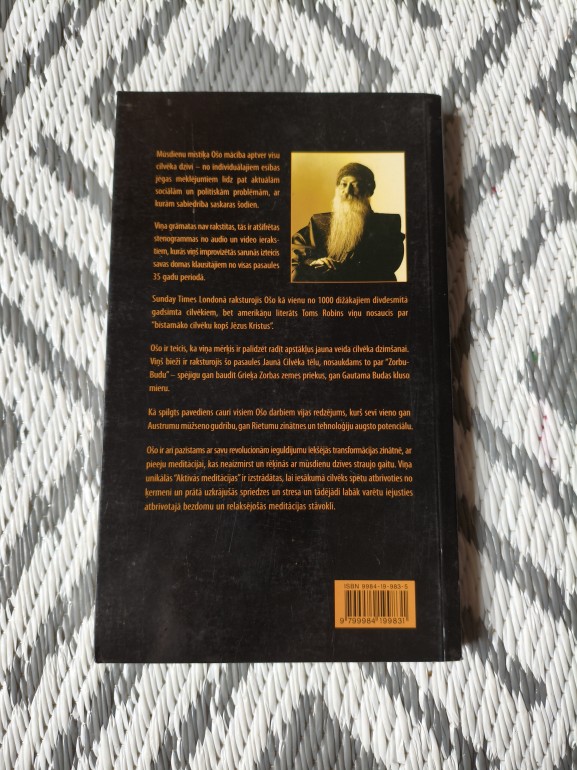 Mūsdienu mistiķa Ošo mācība aptver visu
cilvēka dzīvi – no individuālajiem esības
jēgas meklējumiem līdz pat aktuālām
sociālām un politiskām problēmām, ar
kurām sabiedrība saskaras šodien.
Viņa grāmatas nav rakstītas, tās ir atšifrētas
stenogrammas no audio un video ieraks-
tiem, kurās viņš improvizētās sarunās izteicis
savas domas klausītājiem no visas pasaules
35 gadu periodā.
Sunday Times Londonā raksturojis Ošo kā vienu no 1000 dižākajiem divdesmitā
gadsimta cilvēkiem, bet amerikāņu literāts Toms Robins viņu nosaucis par
“bīstamāko cilvēku kopš Jēzus Kristus”.
Ošo ir teicis, ka viņa mērķis ir palīdzēt radīt apstākļus jauna veida cilvēka dzimšanai.
Viņš bieži ir raksturojis šo pasaules Jaunā Cilvēka tēlu, nosaukdams to par “Zorbu-
Budu” – spējīgu gan baudīt Grieķa Zorbas zemes priekus, gan Gautama Budas kluso
mieru.
Kā spilgts pavediens cauri visiem Ošo darbiem vijas redzējums, kurš sevī vieno gan
Austrumu mūžseno gudrību, gan Rietumu zinātnes un tehnoloģiju augsto potenciālu.
Ošo ir arī pazīstams ar savu revolucionāro ieguldījumu iekšējās transformācijas zinātnē, ar
pieeju meditācijai, kas neaizmirst un rēķinās ar mūsdienu dzīves straujo gaitu. Viņa
unikālās “Aktīvās meditācijas” ir izstrādātas, lai iesākumā cilvēks spētu atbrīvoties no
ķermenī un prātā uzkrājušās spriedzes un stresa un tādējādi labāk varētu iejusties
atbrīvotajā bezdomu un relaksējošās meditācijas stāvoklī.
ISBN 9984-19-983-5
9 799984 199831